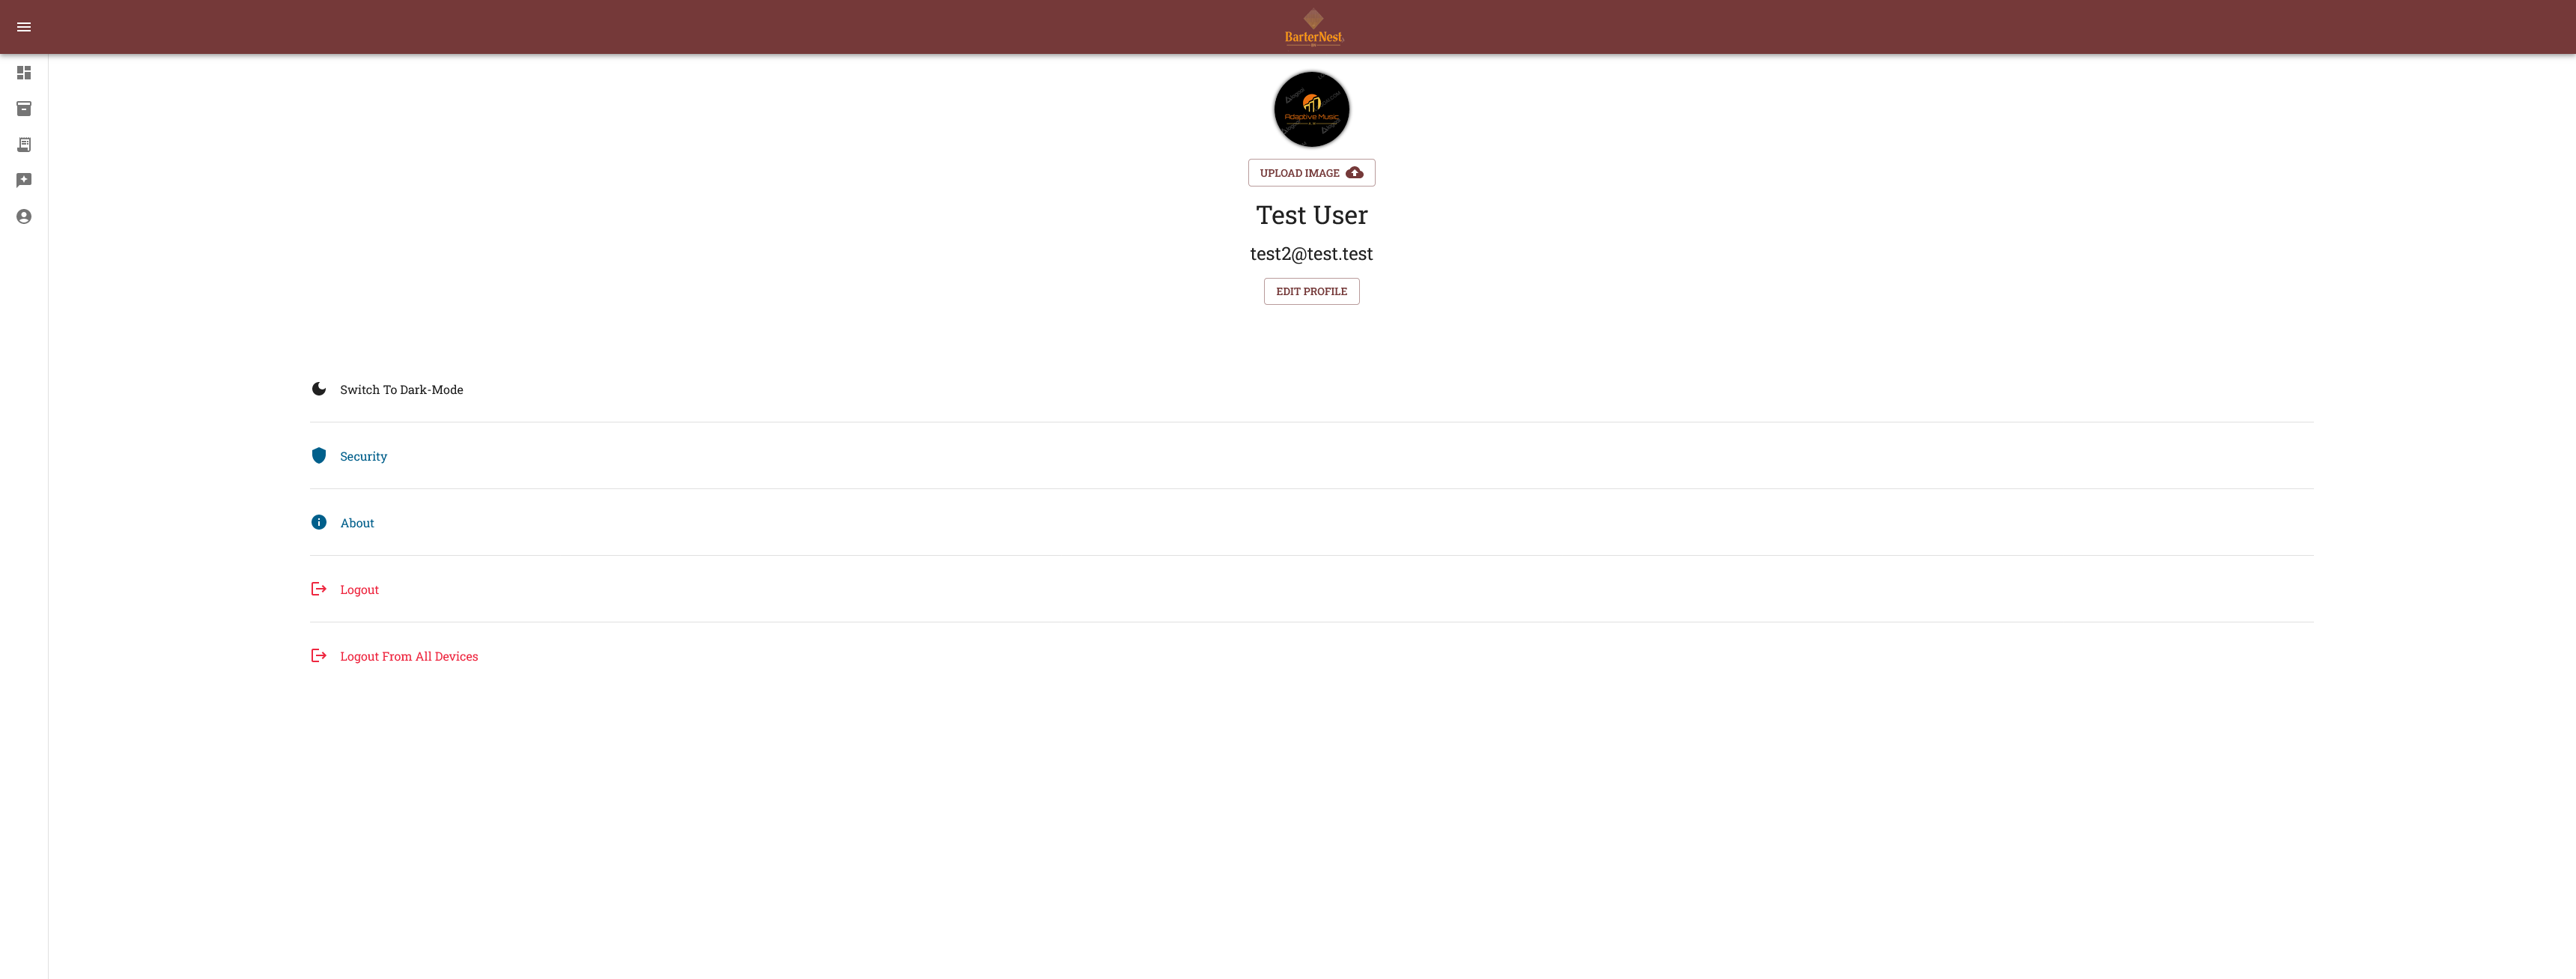 BarterNest
Adaptive Music
UPLOAD IMAGE
Test User
test2@test.test
EDIT PROFILE
Switch To Dark-Mode
Security
About
Logout
Logout From All Devices